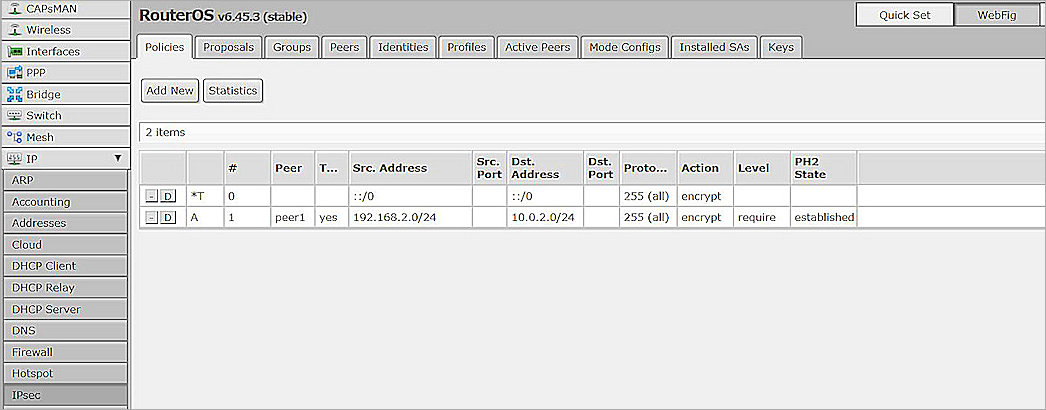 CAPsMAN
Wireless
Interfaces
PPP
Bridge
Switch
Mesh
IP ▼
ARP
Accounting
Addresses
Cloud
DHCP Client
DHCP Relay
DHCP Server
DNS
Firewall
Hotspot
IPsec
RouterOS v6.45.3 (stable)
Quick Set WebFig
Policies Proposals Groups Peers Identities Profiles Active Peers Mode Configs Installed SAs Keys
Add New Statistics
2 items
# Peer T... Src. Address Src. Port Dst. Address Dst. Port Proto... Action Level PH2 State
- D *T 0 ::/0 ::/0 255 (all) encrypt
- D A 1 peer1 yes 192.168.2.0/24 10.0.2.0/24 255 (all) encrypt require established